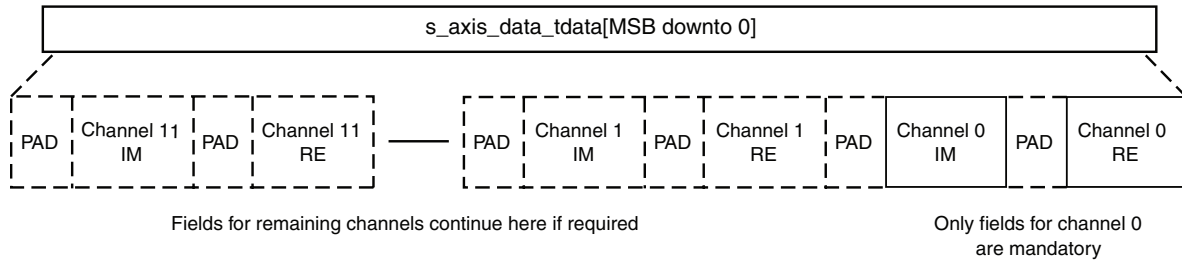 s_axis_data_tdata[MSB downto 0]
PAD
Channel 11
IM
PAD
Channel 11
RE
PAD
Channel 1
IM
PAD
Channel 1
RE
PAD
Channel 0
IM
PAD
Channel 0
RE
Fields for remaining channels continue here if required
Only fields for channel 0
are mandatory